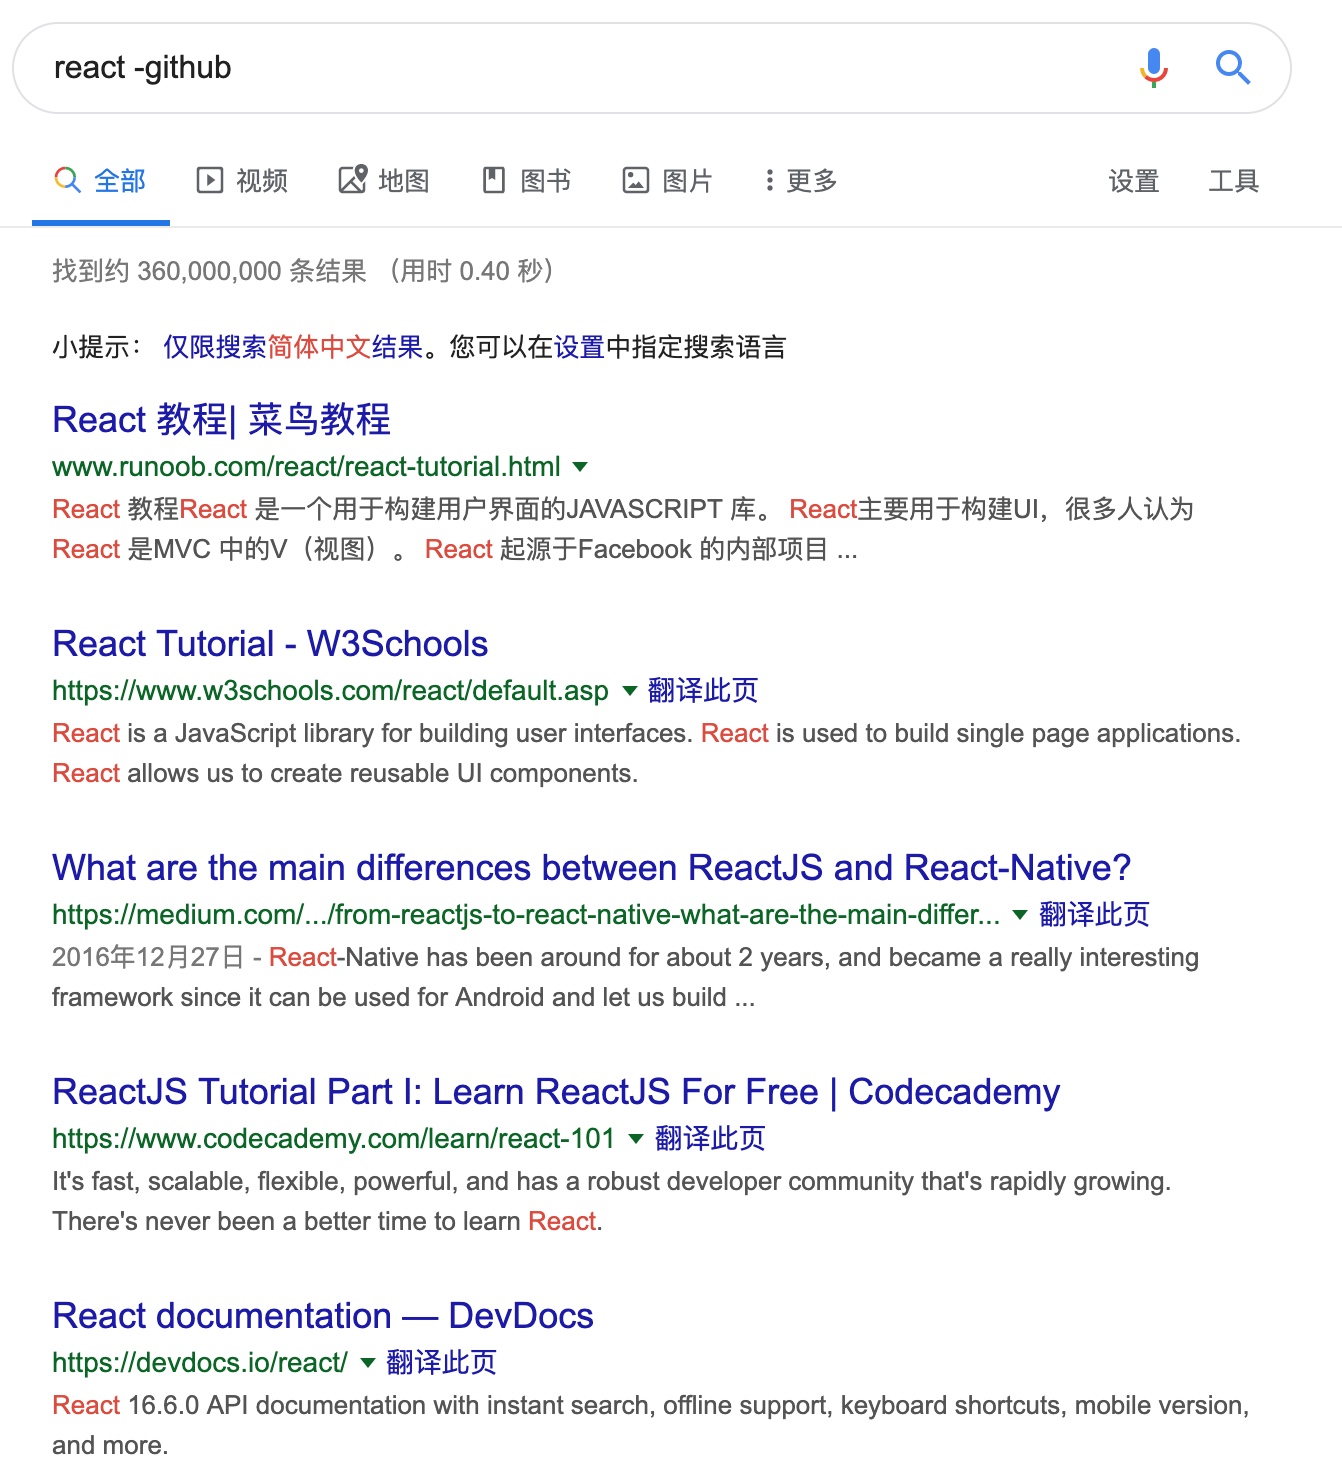 react -github
全部 视频 地图 图书 图片 更多 设置 工具
找到约 360,000,000 条结果 （用时 0.40 秒）
小提示： 仅限搜索简体中文结果。您可以在设置中指定搜索语言
React 教程| 菜鸟教程
www.runoob.com/react/react-tutorial.html
React 教程React 是一个用于构建用户界面的JAVASCRIPT 库。 React主要用于构建UI，很多人认为
React 是MVC 中的V（视图）。 React 起源于Facebook 的内部项目 ...
React Tutorial - W3Schools
https://www.w3schools.com/react/default.asp 翻译此页
React is a JavaScript library for building user interfaces. React is used to build single page applications.
React allows us to create reusable UI components.
What are the main differences between ReactJS and React-Native?
https://medium.com/.../from-reactjs-to-react-native-what-are-the-main-differ... 翻译此页
2016年12月27日 - React-Native has been around for about 2 years, and became a really interesting
framework since it can be used for Android and let us build ...
ReactJS Tutorial Part I: Learn ReactJS For Free | Codecademy
https://www.codecademy.com/learn/react-101 翻译此页
It's fast, scalable, flexible, powerful, and has a robust developer community that's rapidly growing.
There's never been a better time to learn React.
React documentation — DevDocs
https://devdocs.io/react/ 翻译此页
React 16.6.0 API documentation with instant search, offline support, keyboard shortcuts, mobile version,
and more.